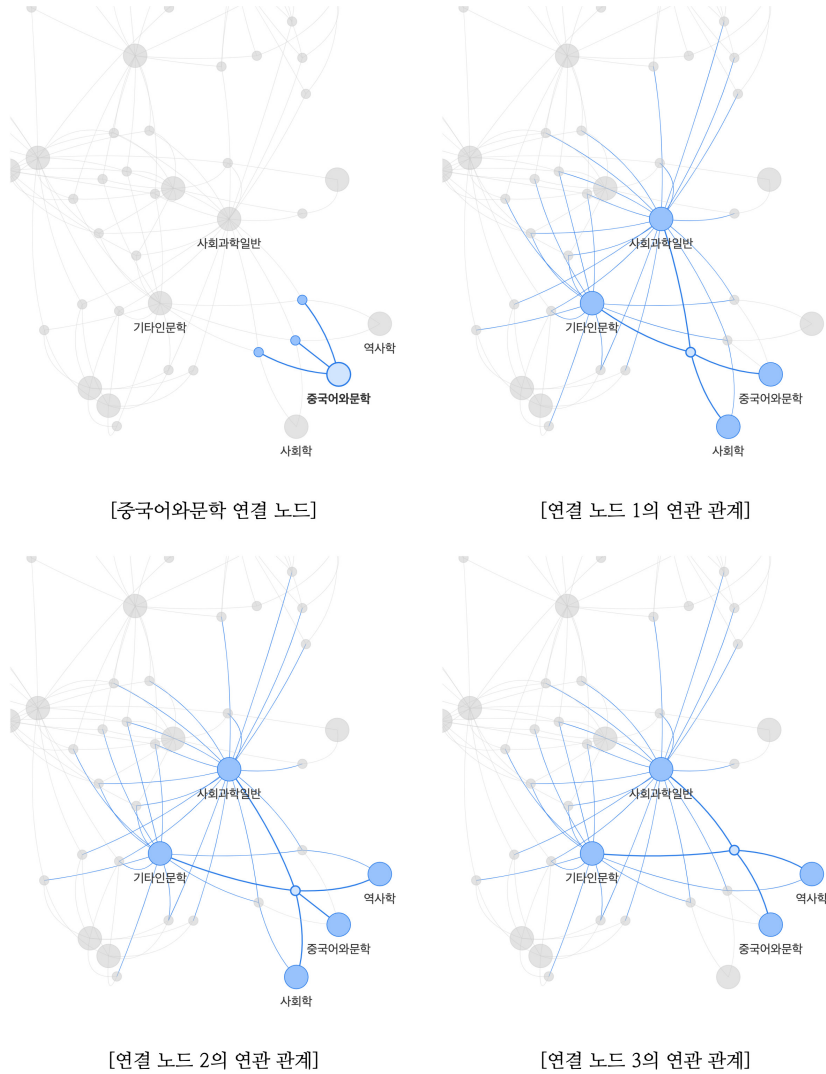 사회과학일반
기타인문학
역사학
중국어와문학
사회학
[중국어와문학 연결 노드]
사회과학일반
기타인문학
중국어와문학
사회학
[연결 노드 1의 연관 관계]
사회과학일반
기타인문학
역사학
중국어와문학
사회학
[연결 노드 2의 연관 관계]
사회과학일반
기타인문학
역사학
중국어와문학
[연결 노드 3의 연관 관계]